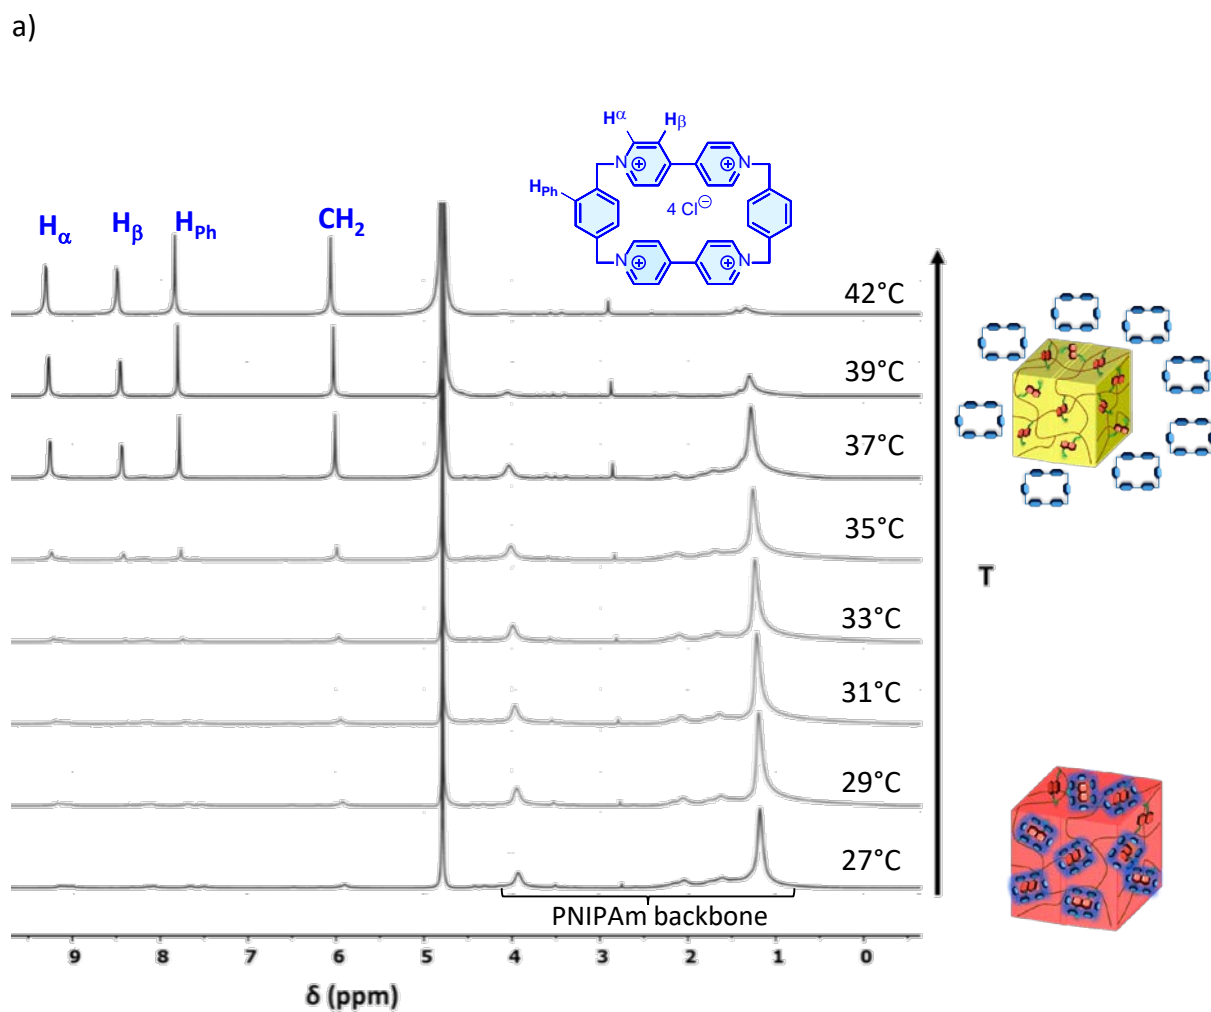 a)
Hα Hβ
HPh
N⊕ ⊕N
4 Cl⊖
N⊕ ⊕N
Hα Hβ HPh CH2
42°C
39°C
37°C
35°C
33°C
31°C
29°C
27°C
T
PNIPAm backbone
9 8 7 6 5 4 3 2 1 0
δ (ppm)